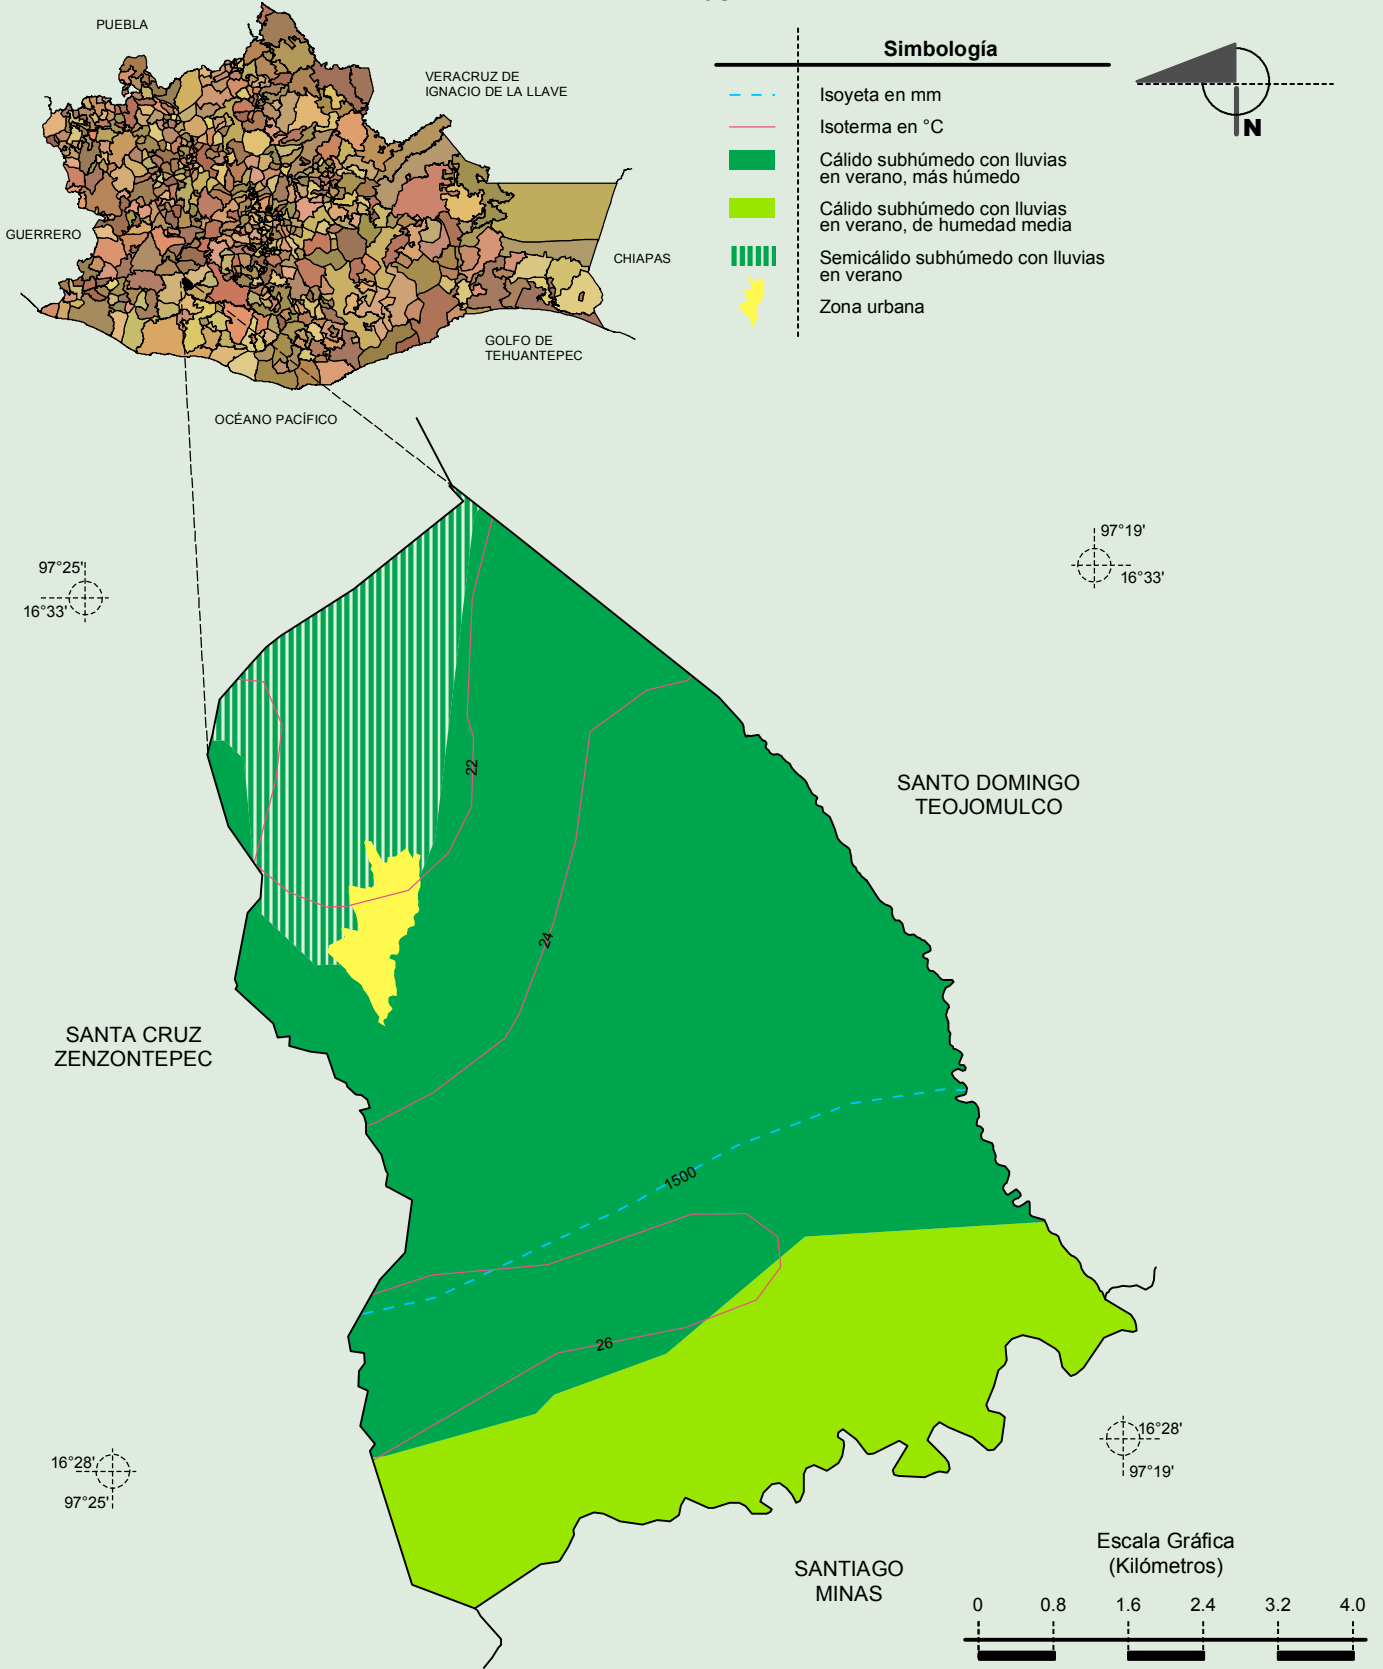 PUEBLA
VERACRUZ DE
IGNACIO DE LA LLAVE
GUERRERO
CHIAPAS
GOLFO DE
TEHUANTEPEC
OCÉANO PACÍFICO
Simbología
Isoyeta en mm
Isoterma en °C
Cálido subhúmedo con lluvias
en verano, más húmedo
Cálido subhúmedo con lluvias
en verano, de humedad media
Semicálido subhúmedo con lluvias
en verano
Zona urbana
N
97°25'
16°33'
97°19'
16°33'
22
24
SANTO DOMINGO
TEOJOMULCO
SANTA CRUZ
ZENZONTEPEC
1500
26
16°28'
97°25'
16°28'
97°19'
SANTIAGO
MINAS
Escala Gráfica
(Kilómetros)
0 0.8 1.6 2.4 3.2 4.0